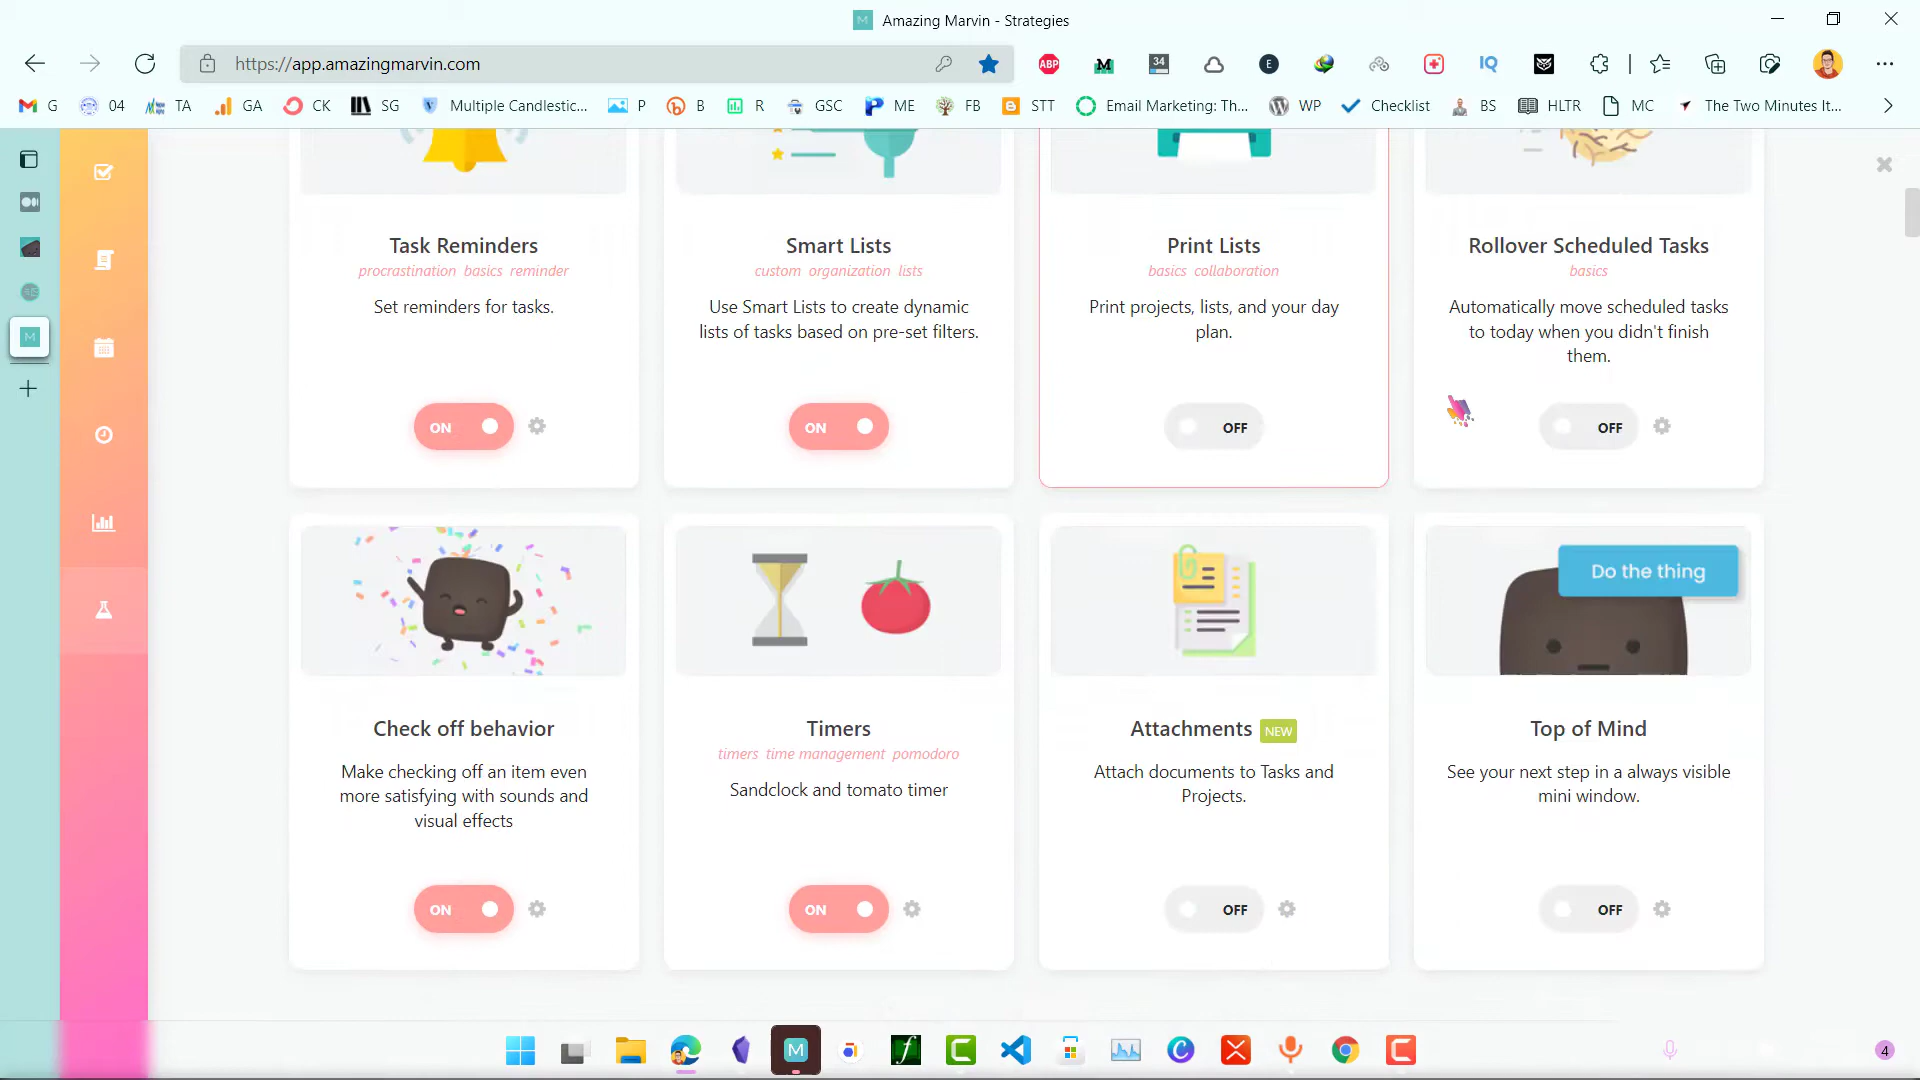 Amazing Marvin - Strategies
https://app.amazingmarvin.com
ABP
M
34
E
IQ
G
04
TA
GA
CK
SG
Multiple Candlestic...
P
B
R
GSC
ME
FB
STT
Email Marketing: Th...
WP
Checklist
BS
HLTR
MC
The Two Minutes It...
M
Task Reminders
procrastination basics reminder
Set reminders for tasks.
ON
Smart Lists
custom organization lists
Use Smart Lists to create dynamic
lists of tasks based on pre-set filters.
ON
Print Lists
basics collaboration
Print projects, lists, and your day
plan.
OFF
Rollover Scheduled Tasks
basics
Automatically move scheduled tasks
to today when you didn't finish
them.
OFF
Check off behavior
Make checking off an item even
more satisfying with sounds and
visual effects
ON
Timers
timers time management pomodoro
Sandclock and tomato timer
ON
Attachments NEW
Attach documents to Tasks and
Projects.
OFF
Do the thing
Top of Mind
See your next step in a always visible
mini window.
OFF
M
4